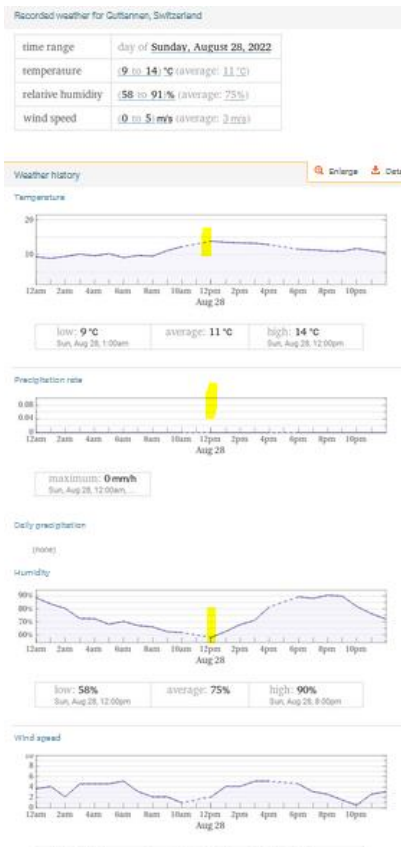 Recorded weather for Guttannen, Switzerland
time range day of Sunday, August 28, 2022
temperature (9 to 14) °C (average: 11 °C)
relative humidity (58 to 91)% (average: 75%)
wind speed (0 to 5) m/s (average: 3 m/s)
Weather history Enlarge Data
Temperature
20
10
12am 2am 4am 6am 8am 10am 12pm 2pm 4pm 6pm 8pm 10pm
Aug 28
low: 9 °C average: 11 °C high: 14 °C
Sun, Aug 28, 1:00am Sun, Aug 28, 12:00pm
Precipitation rate
0.08
0.04
0
12am 2am 4am 6am 8am 10am 12pm 2pm 4pm 6pm 8pm 10pm
Aug 28
maximum: 0 mm/h
Sun, Aug 28, 12:00am, ...
Daily precipitation
(none)
Humidity
90%
80%
70%
60%
12am 2am 4am 6am 8am 10am 12pm 2pm 4pm 6pm 8pm 10pm
Aug 28
low: 58% average: 75% high: 90%
Sun, Aug 28, 12:00pm Sun, Aug 28, 8:00pm
Wind speed
10
8
6
4
2
0
12am 2am 4am 6am 8am 10am 12pm 2pm 4pm 6pm 8pm 10pm
Aug 28